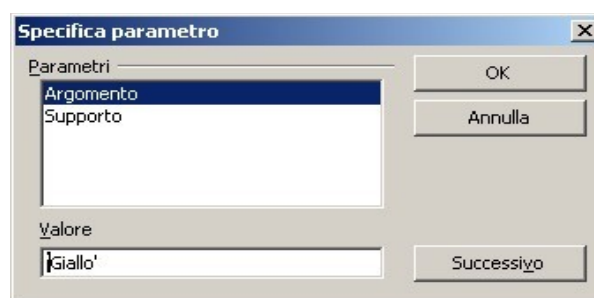 Specifica parametro
Parametri
OK
Argomento
Supporto
Annulla
Valore
'Giallo'
Successivo